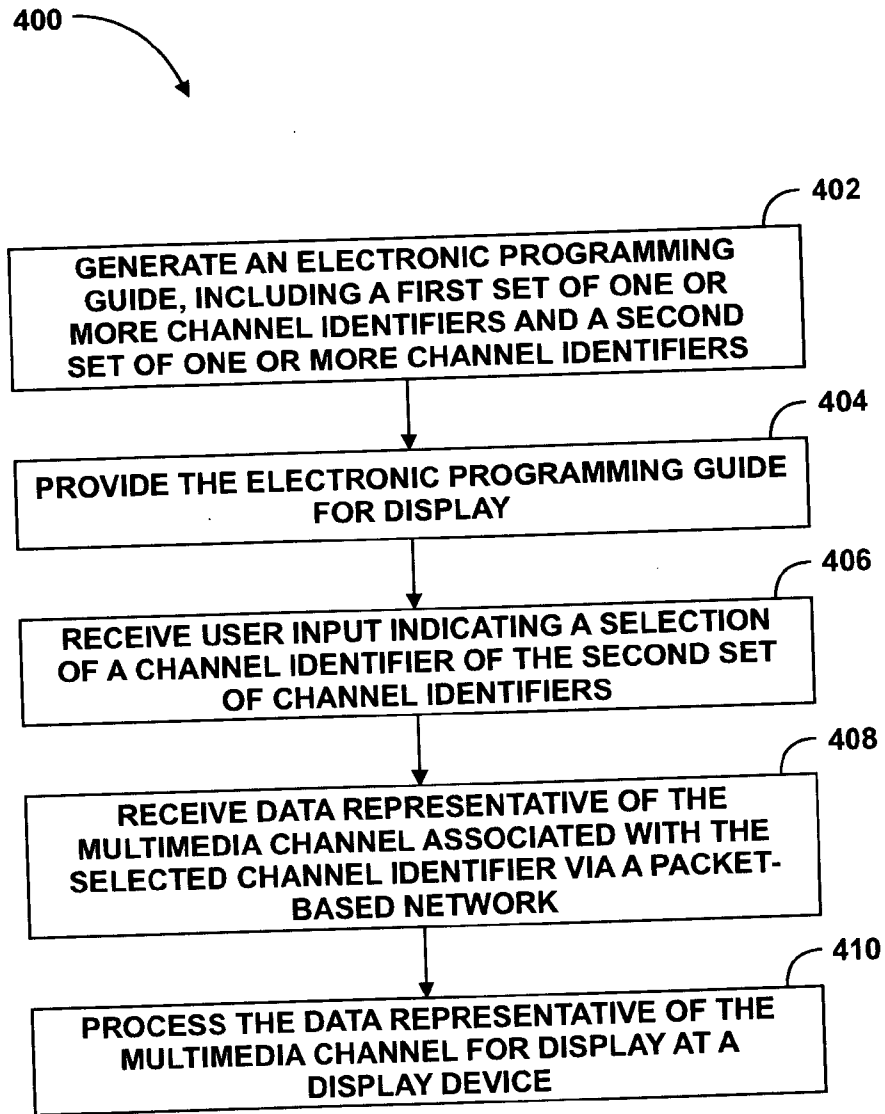 400
402
GENERATE AN ELECTRONIC PROGRAMMING
GUIDE, INCLUDING A FIRST SET OF ONE OR
MORE CHANNEL IDENTIFIERS AND A SECOND
SET OF ONE OR MORE CHANNEL IDENTIFIERS
404
PROVIDE THE ELECTRONIC PROGRAMMING GUIDE
FOR DISPLAY
406
RECEIVE USER INPUT INDICATING A SELECTION
OF A CHANNEL IDENTIFIER OF THE SECOND SET
OF CHANNEL IDENTIFIERS
408
RECEIVE DATA REPRESENTATIVE OF THE
MULTIMEDIA CHANNEL ASSOCIATED WITH THE
SELECTED CHANNEL IDENTIFIER VIA A PACKET-
BASED NETWORK
410
PROCESS THE DATA REPRESENTATIVE OF THE
MULTIMEDIA CHANNEL FOR DISPLAY AT A
DISPLAY DEVICE